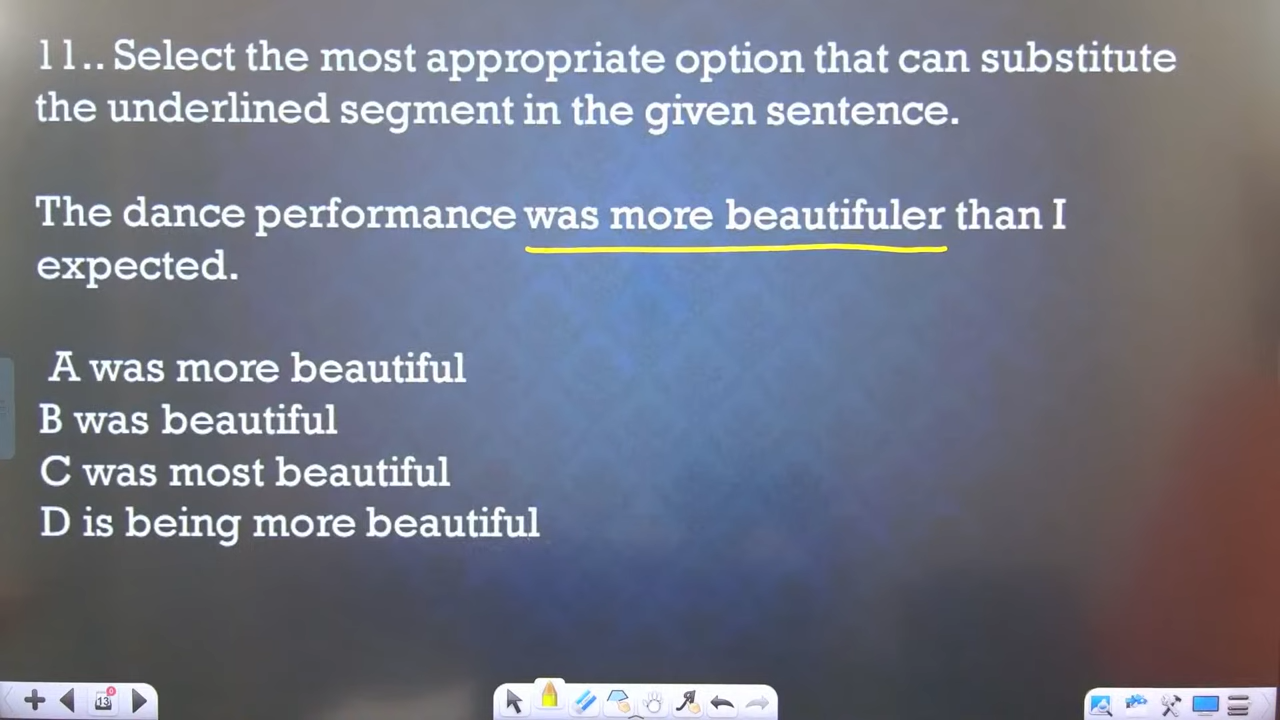 11.. Select the most appropriate option that can substitute
the underlined segment in the given sentence.
The dance performance was more beautifuler than I
expected.
A was more beautiful
B was beautiful
C was most beautiful
D is being more beautiful
13